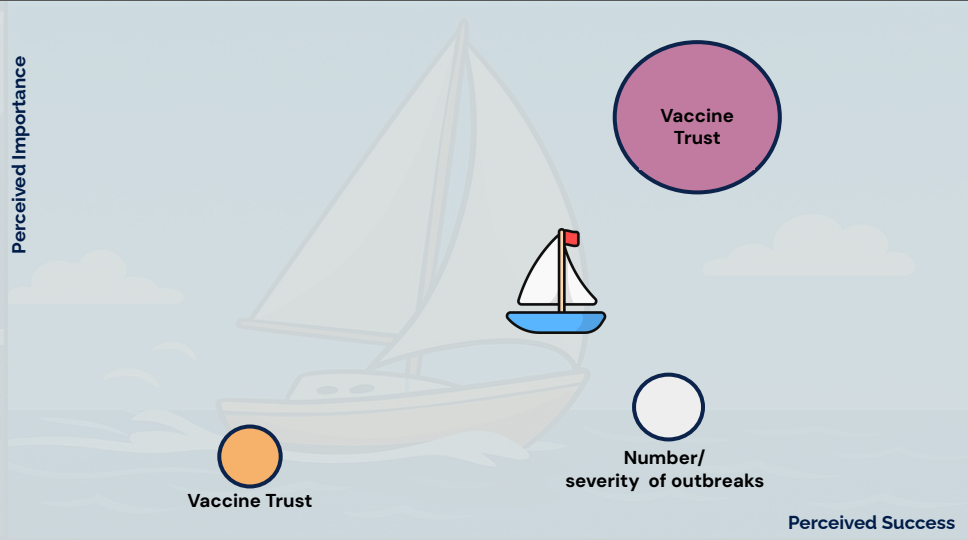 Perceived Importance
Vaccine
Trust
Number/
severity  of outbreaks
Vaccine Trust
Perceived Success